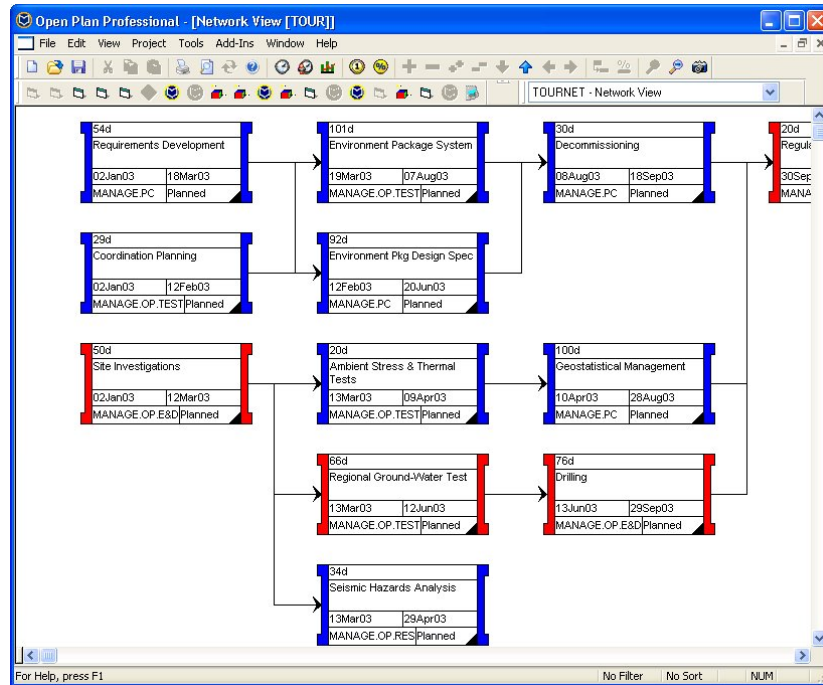 Open Plan Professional - [Network View [TOUR]]
File Edit View Project Tools Add-Ins Window Help
TOURNET - Network View
54d
Requirements Development
02Jan03 18Mar03
MANAGE.PC Planned
101d
Environment Package System
19Mar03 07Aug03
MANAGE.OP.TEST Planned
30d
Decommissioning
08Aug03 18Sep03
MANAGE.PC Planned
20d
Regula
30Sep
MANA
29d
Coordination Planning
02Jan03 12Feb03
MANAGE.OP.TEST Planned
92d
Environment Pkg Design Spec
12Feb03 20Jun03
MANAGE.PC Planned
50d
Site Investigations
02Jan03 12Mar03
MANAGE.OP.E&D Planned
20d
Ambient Stress & Thermal
Tests
13Mar03 09Apr03
MANAGE.OP.TEST Planned
100d
Geostatistical Management
10Apr03 28Aug03
MANAGE.PC Planned
66d
Regional Ground-Water Test
13Mar03 12Jun03
MANAGE.OP.TEST Planned
76d
Drilling
13Jun03 29Sep03
MANAGE.OP.E&D Planned
34d
Seismic Hazards Analysis
13Mar03 29Apr03
MANAGE.OP.RES Planned
For Help, press F1 No Filter No Sort NUM